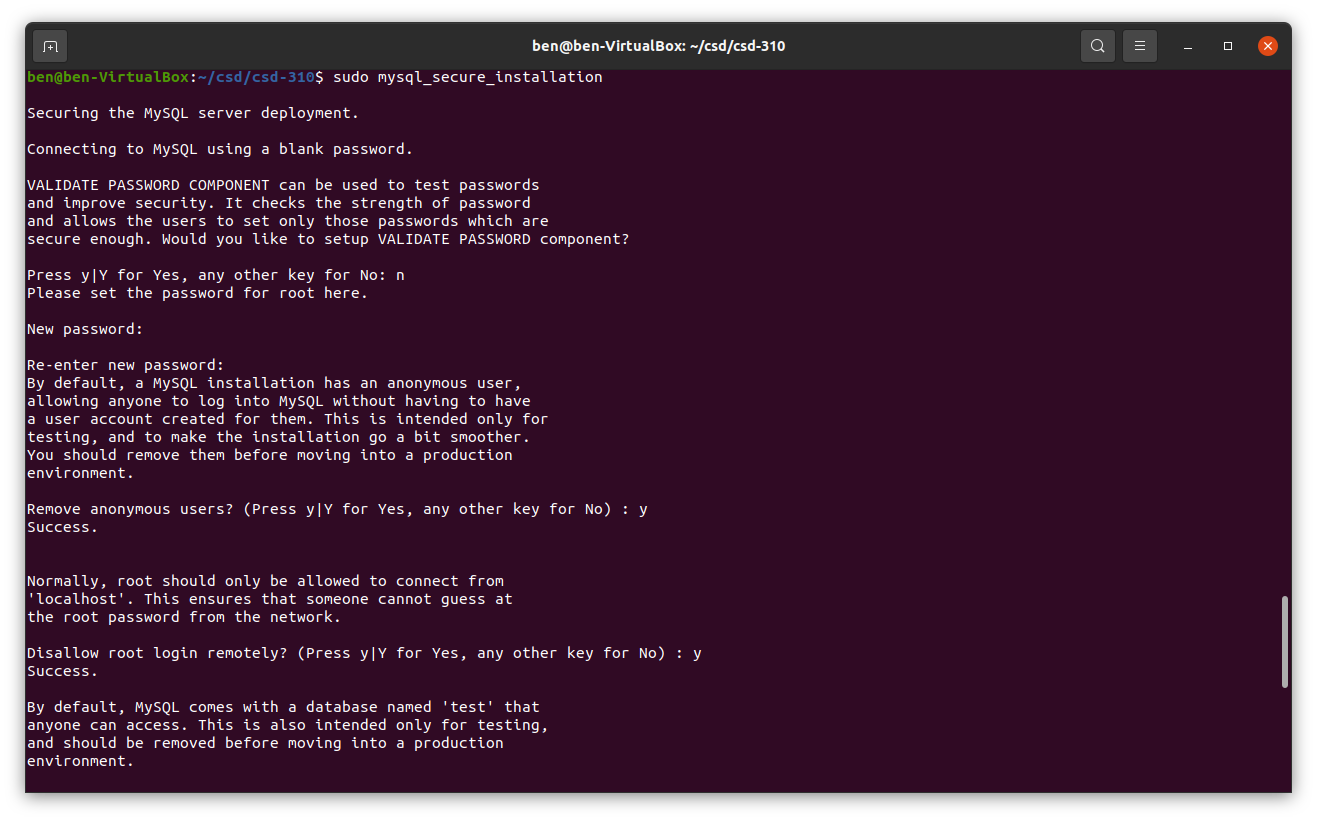 ben@ben-VirtualBox: ~/csd/csd-310
ben@ben-VirtualBox:~/csd/csd-310$ sudo mysql_secure_installation
Securing the MySQL server deployment.
Connecting to MySQL using a blank password.
VALIDATE PASSWORD COMPONENT can be used to test passwords
and improve security. It checks the strength of password
and allows the users to set only those passwords which are
secure enough. Would you like to setup VALIDATE PASSWORD component?
Press y|Y for Yes, any other key for No: n
Please set the password for root here.
New password:
Re-enter new password:
By default, a MySQL installation has an anonymous user,
allowing anyone to log into MySQL without having to have
a user account created for them. This is intended only for
testing, and to make the installation go a bit smoother.
You should remove them before moving into a production
environment.
Remove anonymous users? (Press y|Y for Yes, any other key for No) : y
Success.
Normally, root should only be allowed to connect from
'localhost'. This ensures that someone cannot guess at
the root password from the network.
Disallow root login remotely? (Press y|Y for Yes, any other key for No) : y
Success.
By default, MySQL comes with a database named 'test' that
anyone can access. This is also intended only for testing,
and should be removed before moving into a production
environment.